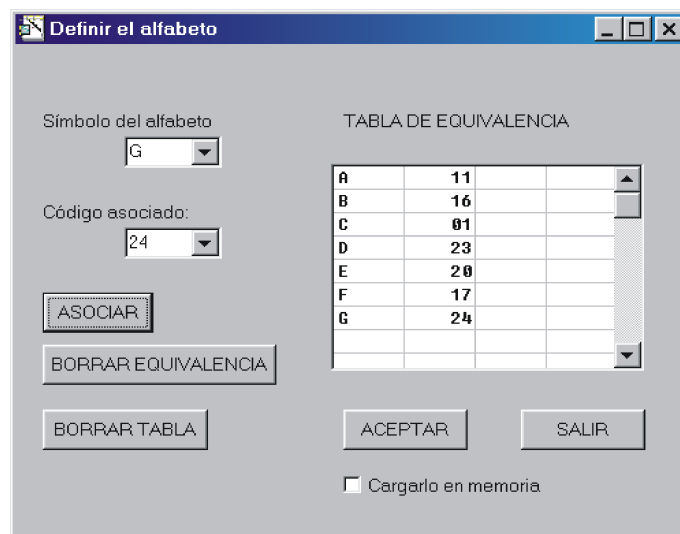 Definir el alfabeto
Símbolo del alfabeto
G
Código asociado:
24
ASOCIAR
BORRAR EQUIVALENCIA
BORRAR TABLA
TABLA DE EQUIVALENCIA
A 11
B 16
C 01
D 23
E 20
F 17
G 24
ACEPTAR
SALIR
Cargarlo en memoria